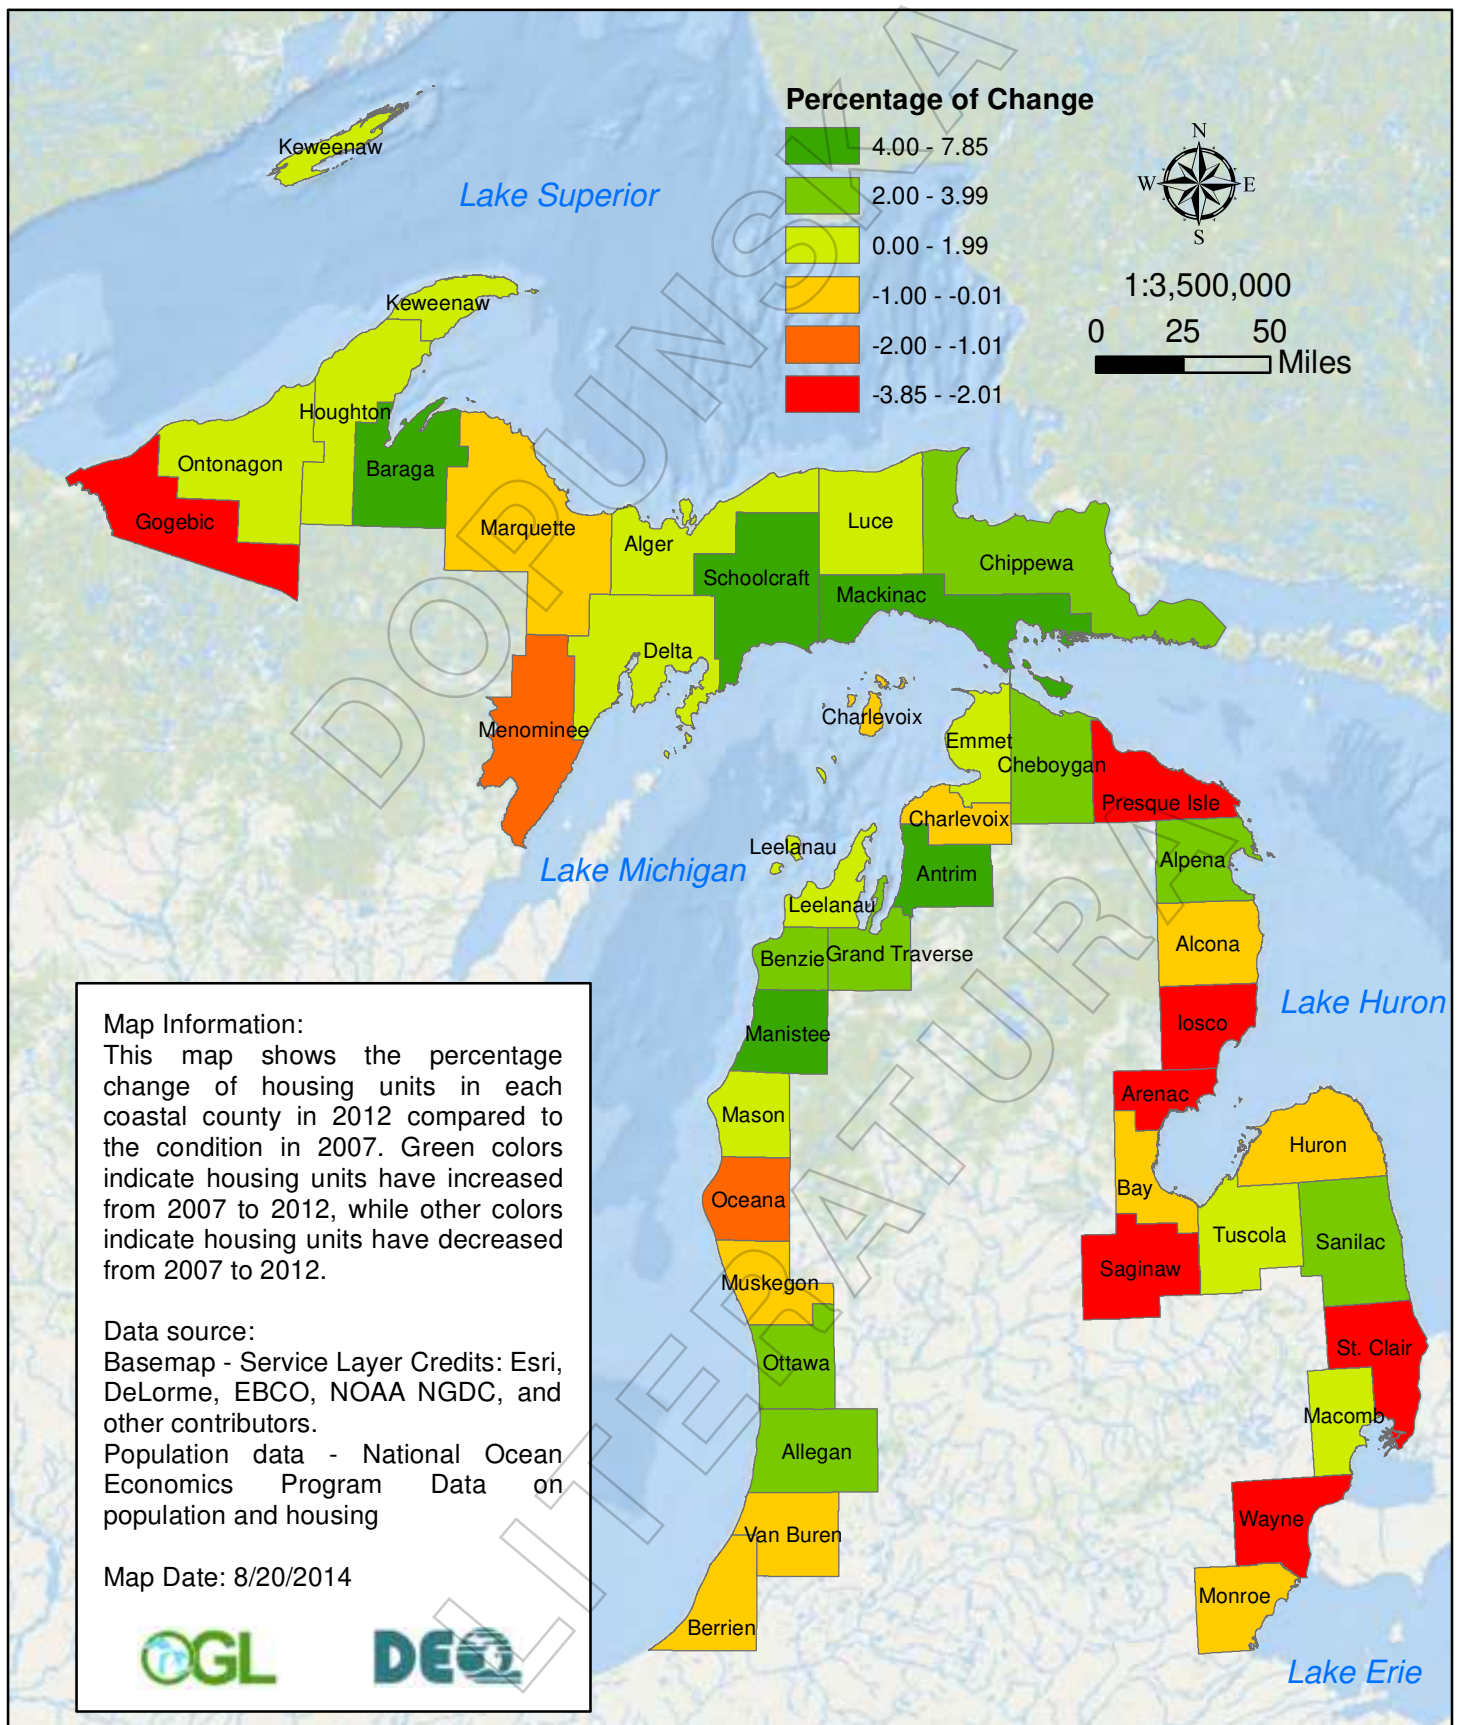 Percentage of Change
4.00 - 7.85
2.00 - 3.99
0.00 - 1.99
-1.00 - -0.01
-2.00 - -1.01
-3.85 - -2.01
N
W
E
S
1:3,500,000
0 25 50
Miles
Keweenaw
Lake Superior
Keweenaw
Houghton
Ontonagon
Baraga
Gogebic
Marquette
Alger
Luce
Schoolcraft
Mackinac
Chippewa
Delta
Menominee
Charlevoix
Emmet
Cheboygan
Presque Isle
Charlevoix
Leelanau
Lake Michigan
Antrim
Alpena
Leelanau
Benzie
Grand Traverse
Alcona
Manistee
Iosco
Lake Huron
Arenac
Mason
Huron
Bay
Oceana
Tuscola
Sanilac
Saginaw
Muskegon
St. Clair
Ottawa
Macomb
Allegan
Wayne
Van Buren
Monroe
Berrien
Lake Erie
Map Information:
This map shows the percentage
change of housing units in each
coastal county in 2012 compared to
the condition in 2007. Green colors
indicate housing units have increased
from 2007 to 2012, while other colors
indicate housing units have decreased
from 2007 to 2012.
Data source:
Basemap - Service Layer Credits: Esri,
DeLorme, EBCO, NOAA NGDC, and
other contributors.
Population data - National Ocean
Economics Program Data on
population and housing
Map Date: 8/20/2014
OGL
DEQ
DOPUNSKA
LITERATURA